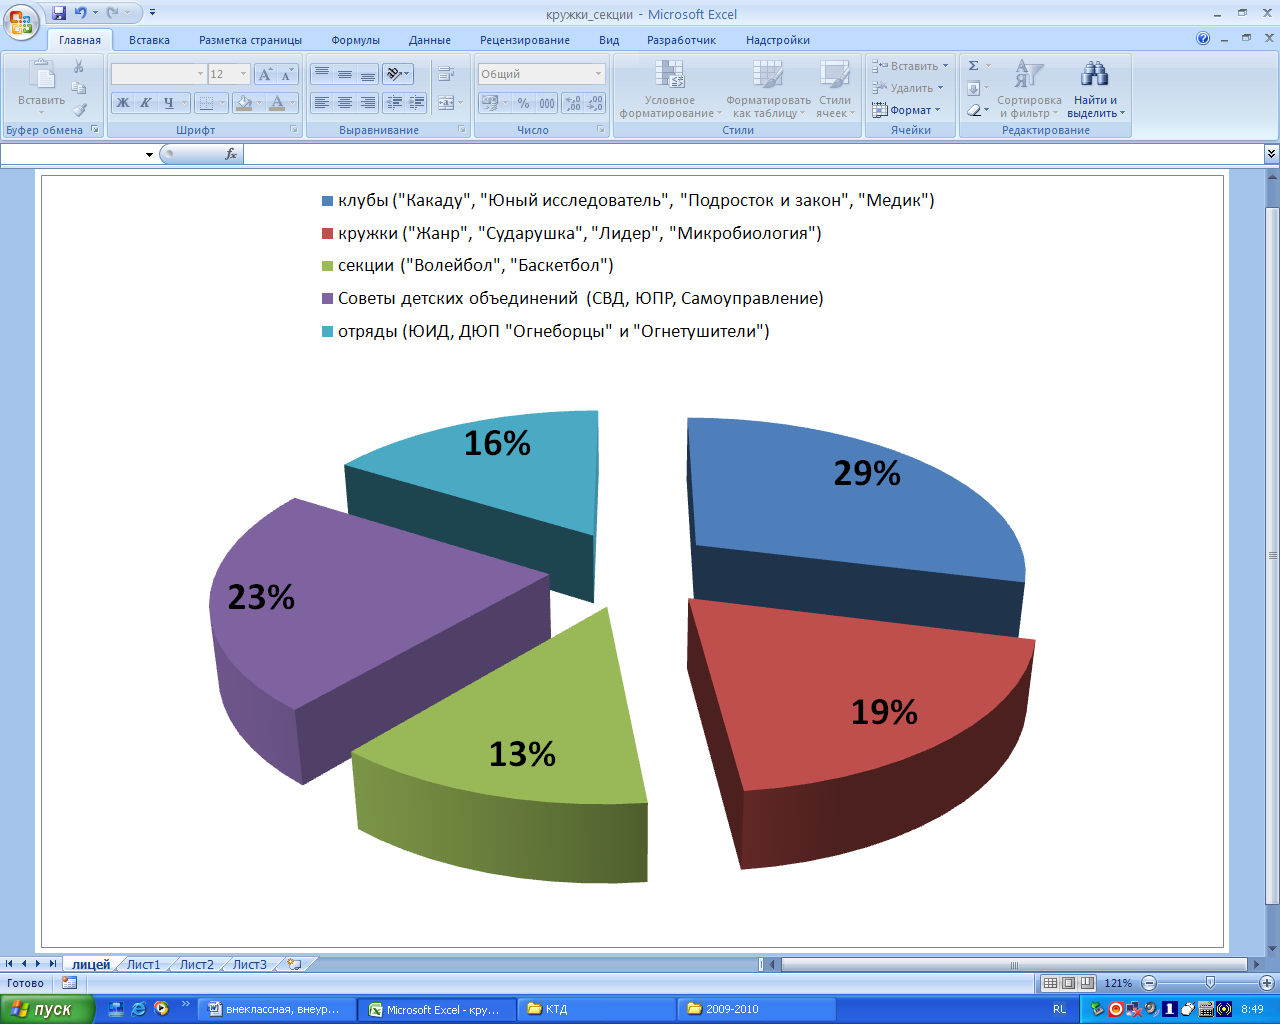 кружки_секции - Microsoft Excel
Главная Вставка Разметка страницы Формулы Данные Рецензирование Вид Разработчик Надстройки
Вставить
Буфер обмена
12
Ж К Ч
Шрифт
Выравнивание
Общий
% 000
Число
Условное форматирование
Форматировать как таблицу
Стили ячеек
Стили
Вставить
Удалить
Формат
Ячейки
Сортировка и фильтр
Найти и выделить
Редактирование
fx
клубы ("Какаду", "Юный исследователь", "Подросток и закон", "Медик")
кружки ("Жанр", "Сударушка", "Лидер", "Микробиология")
секции ("Волейбол", "Баскетбол")
Советы детских объединений (СВД, ЮПР, Самоуправление)
отряды (ЮИД, ДЮП "Огнеборцы" и "Огнетушители")
16%
29%
23%
19%
13%
лицей Лист1 Лист2 Лист3
Готово
121%
пуск
внеклассная, внеур...
Microsoft Excel - кру...
КТД
2009-2010
RL
8:49